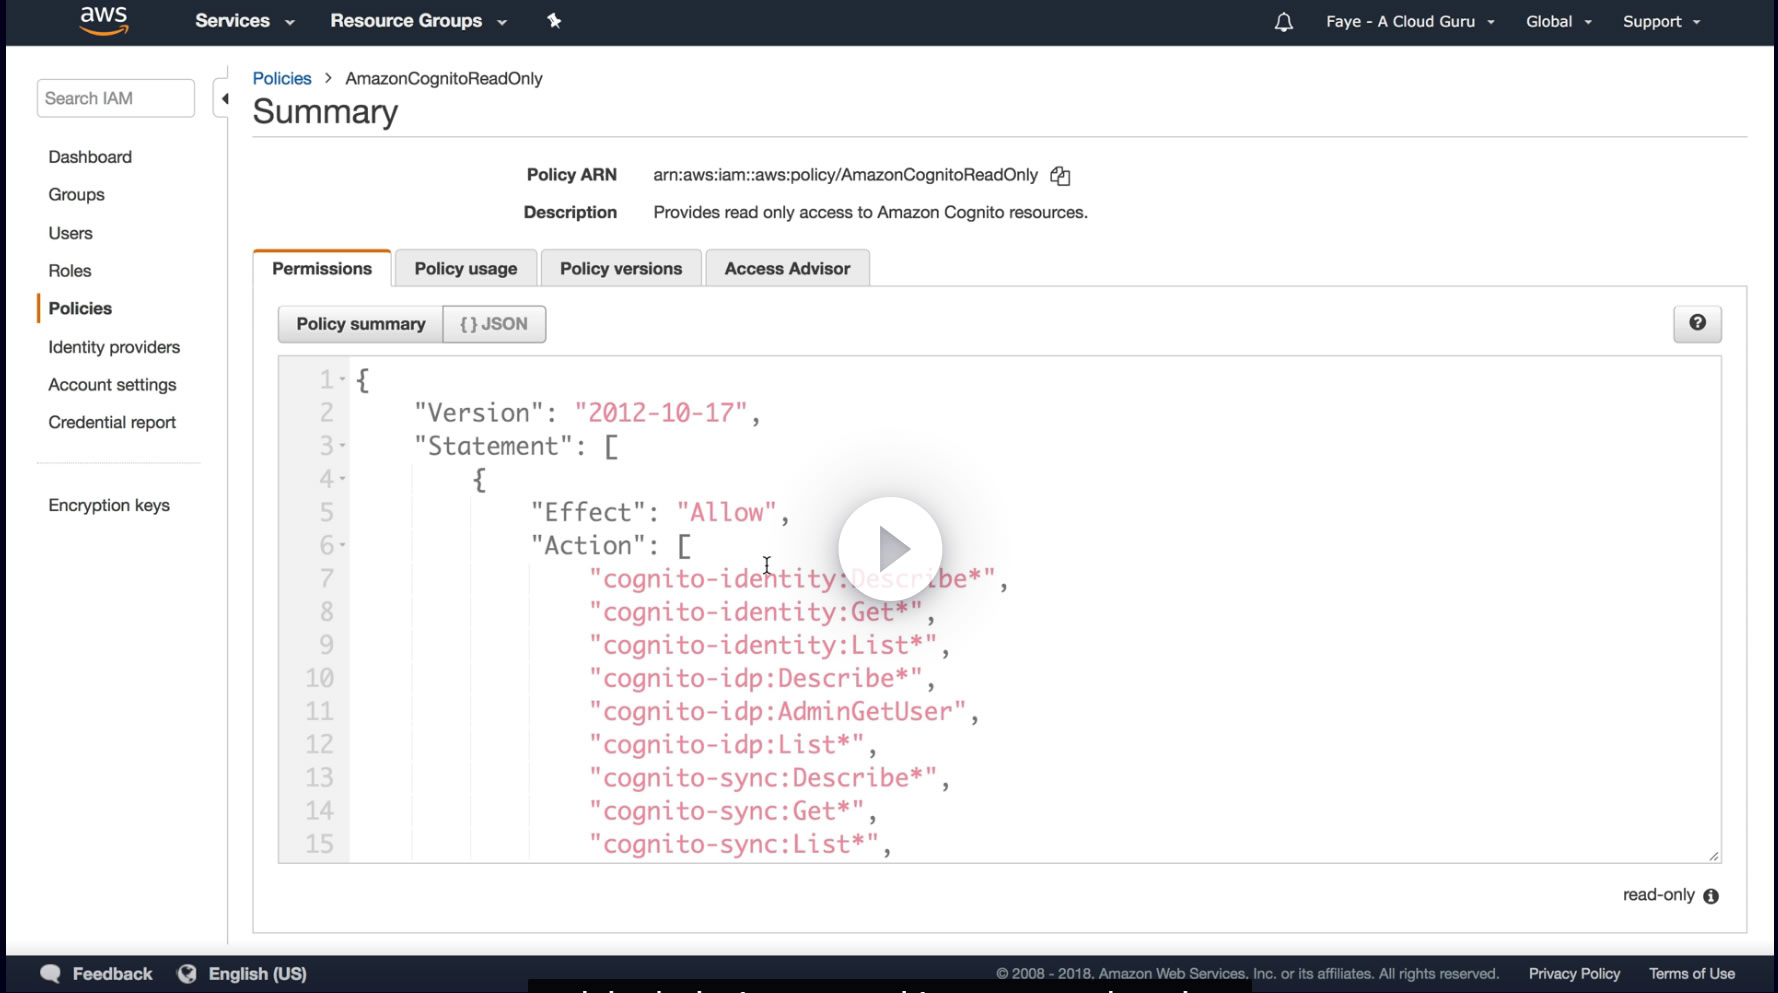 aws Services Resource Groups Faye - A Cloud Guru Global Support
Search IAM
Dashboard
Groups
Users
Roles
Policies
Identity providers
Account settings
Credential report
Encryption keys
Policies > AmazonCognitoReadOnly
Summary
Policy ARN arn:aws:iam::aws:policy/AmazonCognitoReadOnly
Description Provides read only access to Amazon Cognito resources.
Permissions Policy usage Policy versions Access Advisor
Policy summary { } JSON
1 {
2 "Version": "2012-10-17",
3 "Statement": [
4 {
5 "Effect": "Allow",
6 "Action": [
7 "cognito-identity:Describe*",
8 "cognito-identity:Get*",
9 "cognito-identity:List*",
10 "cognito-idp:Describe*",
11 "cognito-idp:AdminGetUser",
12 "cognito-idp:List*",
13 "cognito-sync:Describe*",
14 "cognito-sync:Get*",
15 "cognito-sync:List*",
read-only
Feedback English (US) © 2008 - 2018, Amazon Web Services, Inc. or its affiliates. All rights reserved. Privacy Policy Terms of Use